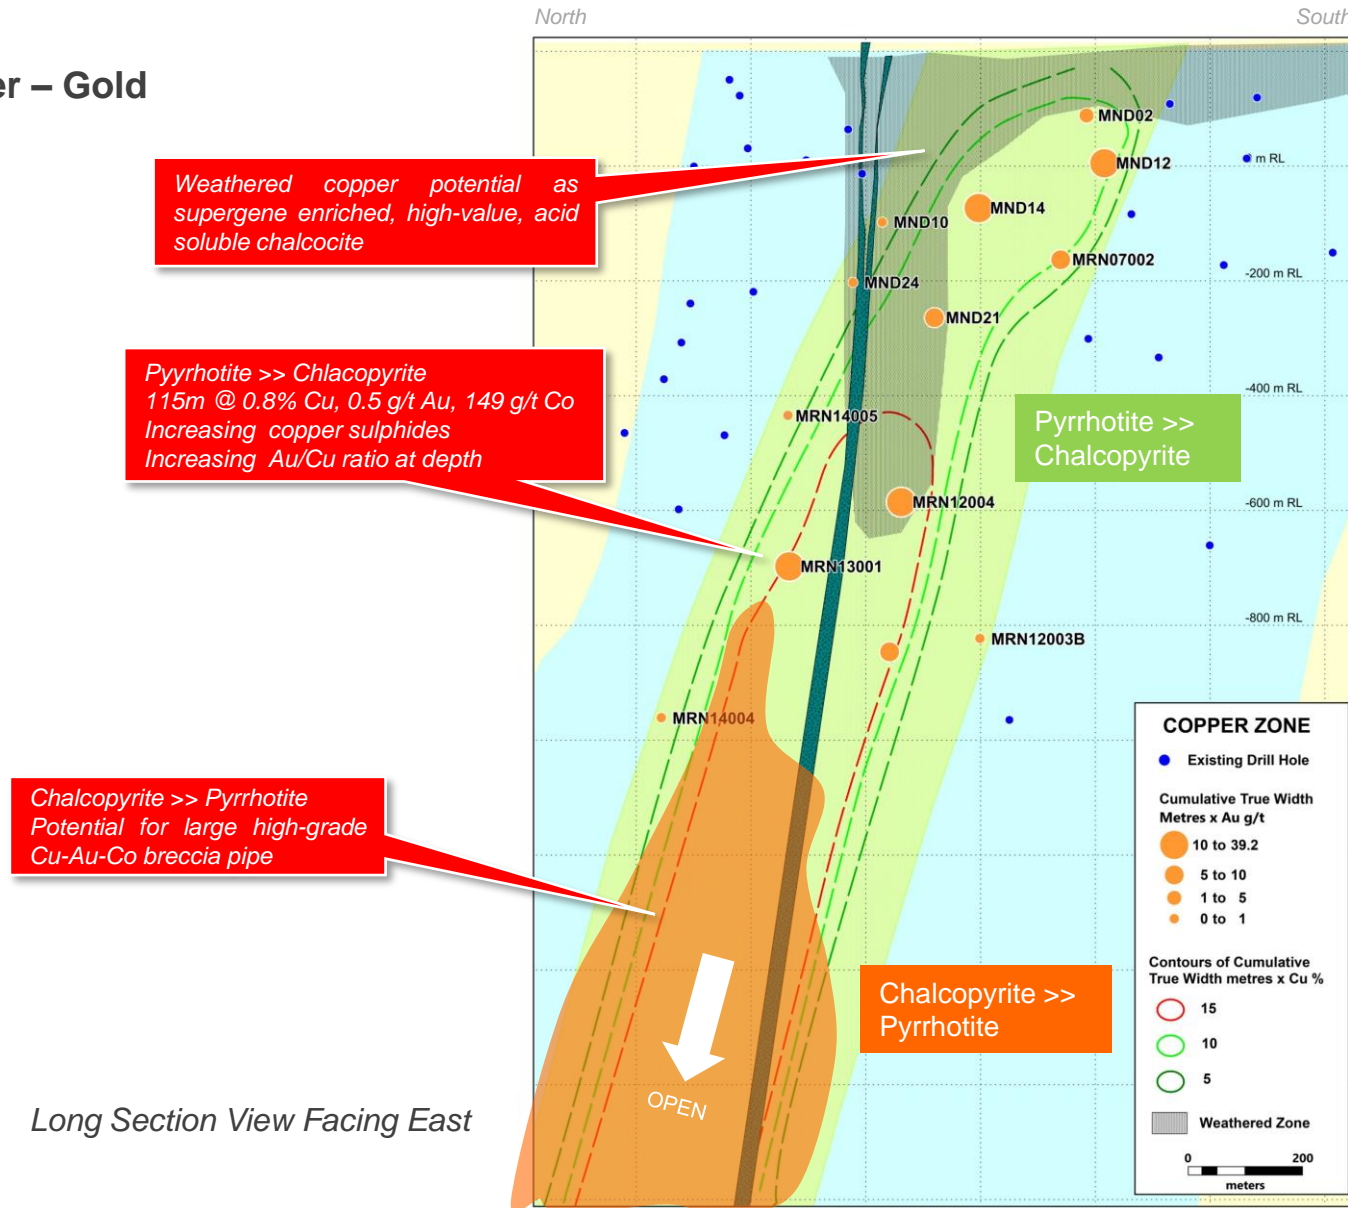 North
South
er – Gold
Weathered copper potential as
supergene enriched, high-value, acid
soluble chalcocite
MND02
m RL
MND12
MND14
MND10
MRN07002
MND24
-200 m RL
MND21
Pyyrhotite >> Chlacopyrite
115m @ 0.8% Cu, 0.5 g/t Au, 149 g/t Co
Increasing copper sulphides
Increasing Au/Cu ratio at depth
-400 m RL
MRN14005
Pyrrhotite >>
Chalcopyrite
MRN12004
-600 m RL
MRN13001
-800 m RL
MRN12003B
MRN14004
Chalcopyrite >> Pyrrhotite
Potential for large high-grade
Cu-Au-Co breccia pipe
Chalcopyrite >>
Pyrrhotite
OPEN
Long Section View Facing East
COPPER ZONE
Existing Drill Hole
Cumulative True Width
Metres x Au g/t
10 to 39.2
5 to 10
1 to 5
0 to 1
Contours of Cumulative
True Width metres x Cu %
15
10
5
Weathered Zone
0 200
meters